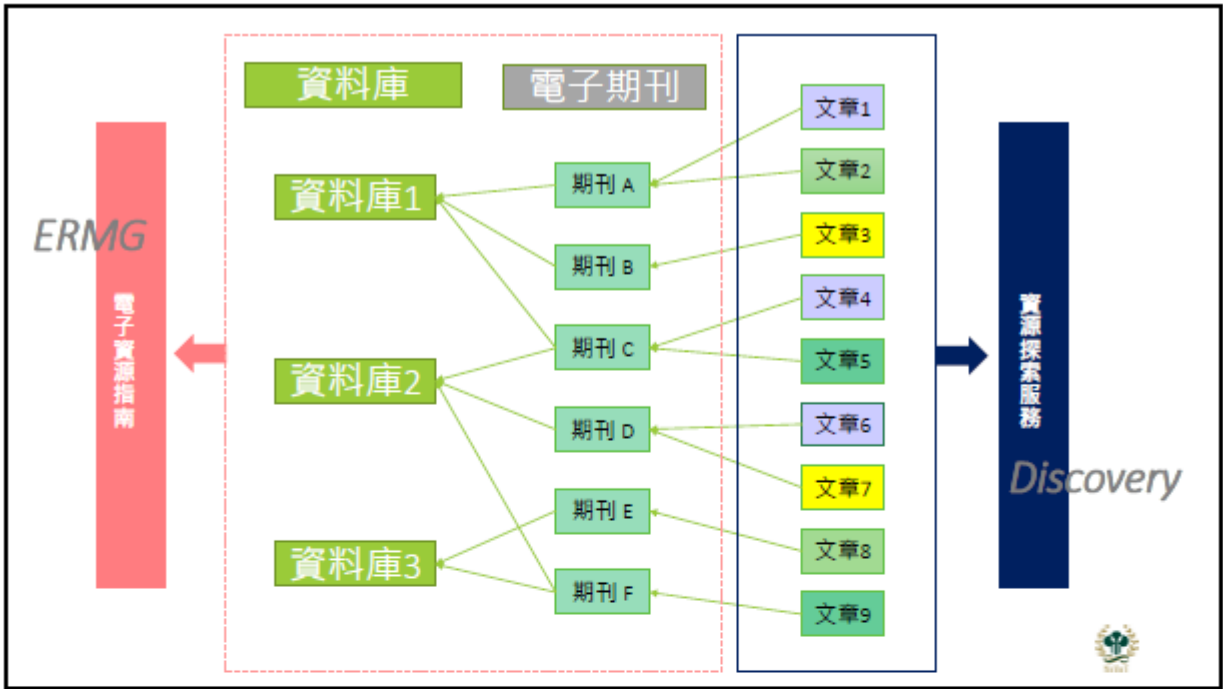 資料庫
電子期刊
ERMG
電子資源指南
資料庫1
資料庫2
資料庫3
期刊 A
期刊 B
期刊 C
期刊 D
期刊 E
期刊 F
文章1
文章2
文章3
文章4
文章5
文章6
文章7
文章8
文章9
資源探索服務
Discovery